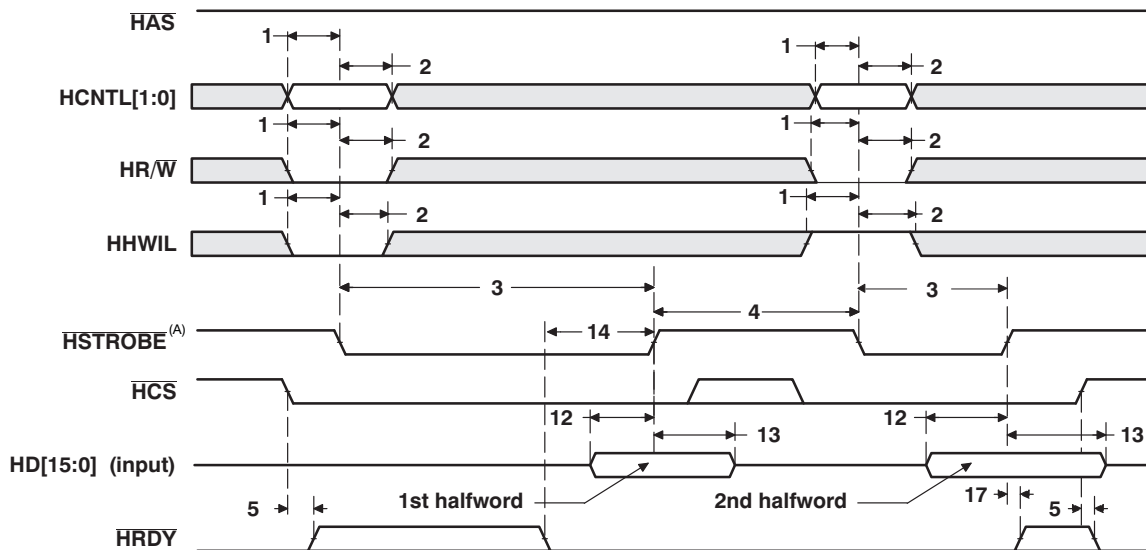 HAS
1
1
2
2
HCNTL[1:0]
1
1
2
2
HR/W
1
1
2
2
HHWIL
3
3
4
HSTROBE(A)
14
HCS
12
12
13
13
HD[15:0] (input)
1st halfword
2nd halfword
5
17
5
HRDY